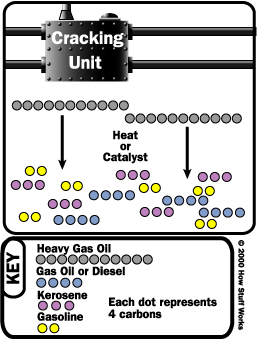 Cracking
Unit
Heat
or
Catalyst
© 2000 How Stuff Works
KEY
Heavy Gas Oil
Gas Oil or Diesel
Kerosene
Gasoline
Each dot represents
4 carbons